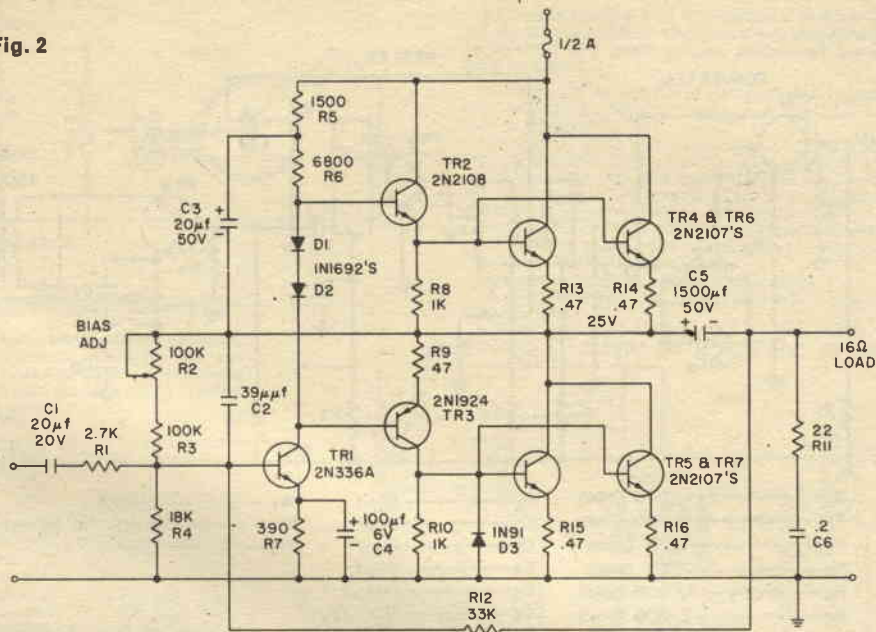 Fig. 2
1/2 A
1500
R5
6800
R6
TR2
2N2108
C3
20μf
50V
+
-
D1
1N1692'S
D2
TR4 & TR6
2N2107'S
R8
1K
R13
.47
R14
.47
C5
1500μf
50V
+
-
25V
BIAS
ADJ
100K
R2
R9
47
16Ω
LOAD
39μμf
C2
2N1924
TR3
C1
20μf
20V
2.7K
R1
100K
R3
22
R11
TR1
2N336A
TR5 & TR7
2N2107'S
18K
R4
390
R7
+
-
100μf
6V
C4
R10
1K
1N91
D3
R15
.47
R16
.47
.2
C6
R12
33K